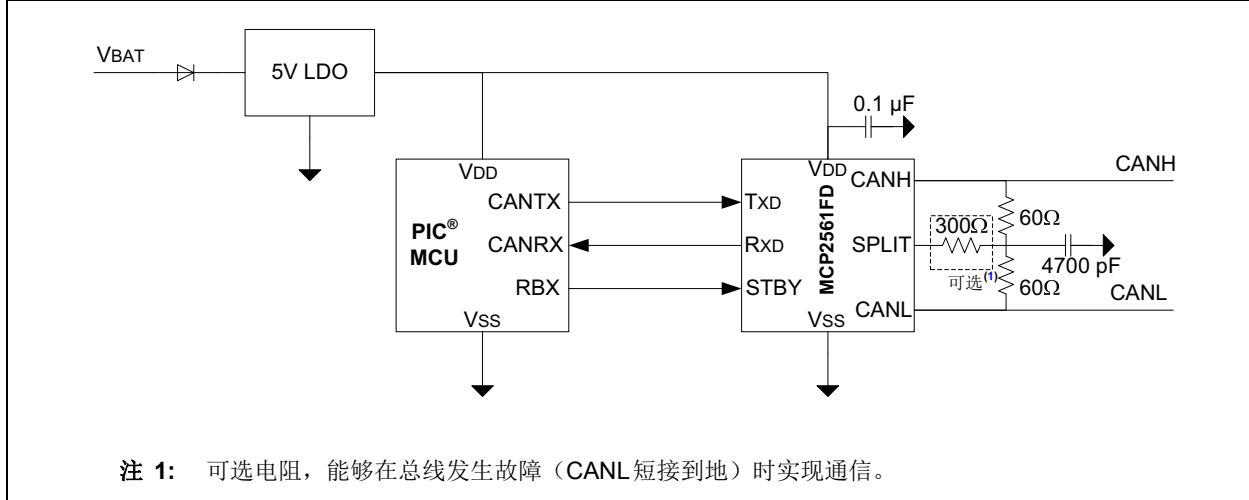 VBAT
5V LDO
0.1 µF
VDD
CANTX
CANRX
RBX
PIC®
MCU
VSS
VDD
TXD
RXD
STBY
MCP2561FD
CANH
SPLIT
CANL
VSS
CANH
300Ω
60Ω
4700 pF
可选(1)
60Ω
CANL
注 1: 可选电阻，能够在总线发生故障（CANL短接到地）时实现通信。